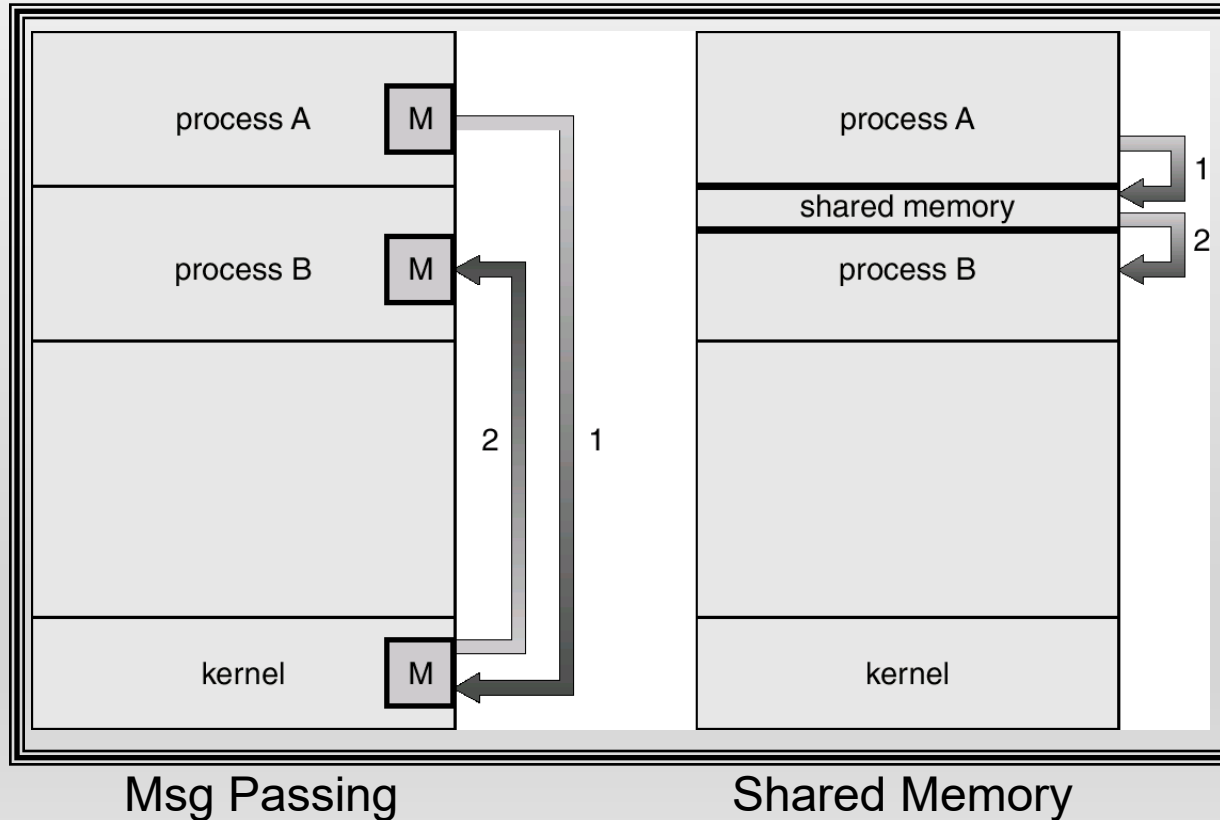 process A
M
process B
M
2
1
kernel
M
process A
1
shared memory
2
process B
kernel
Msg Passing
Shared Memory